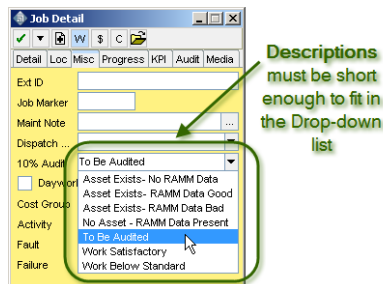 Job Detail
W $ C
Detail Loc Misc Progress KPI Audit Media
Ext ID
Job Marker
Maint Note ...
Dispatch ...
10% Audit To Be Audited
Daywor
Cost Group
Activity
Fault
Failure
Asset Exists- No RAMM Data
Asset Exists- RAMM Data Good
Asset Exists- RAMM Data Bad
No Asset - RAMM Data Present
To Be Audited
Work Satisfactory
Work Below Standard
Descriptions
must be short
enough to fit in
the Drop-down
list